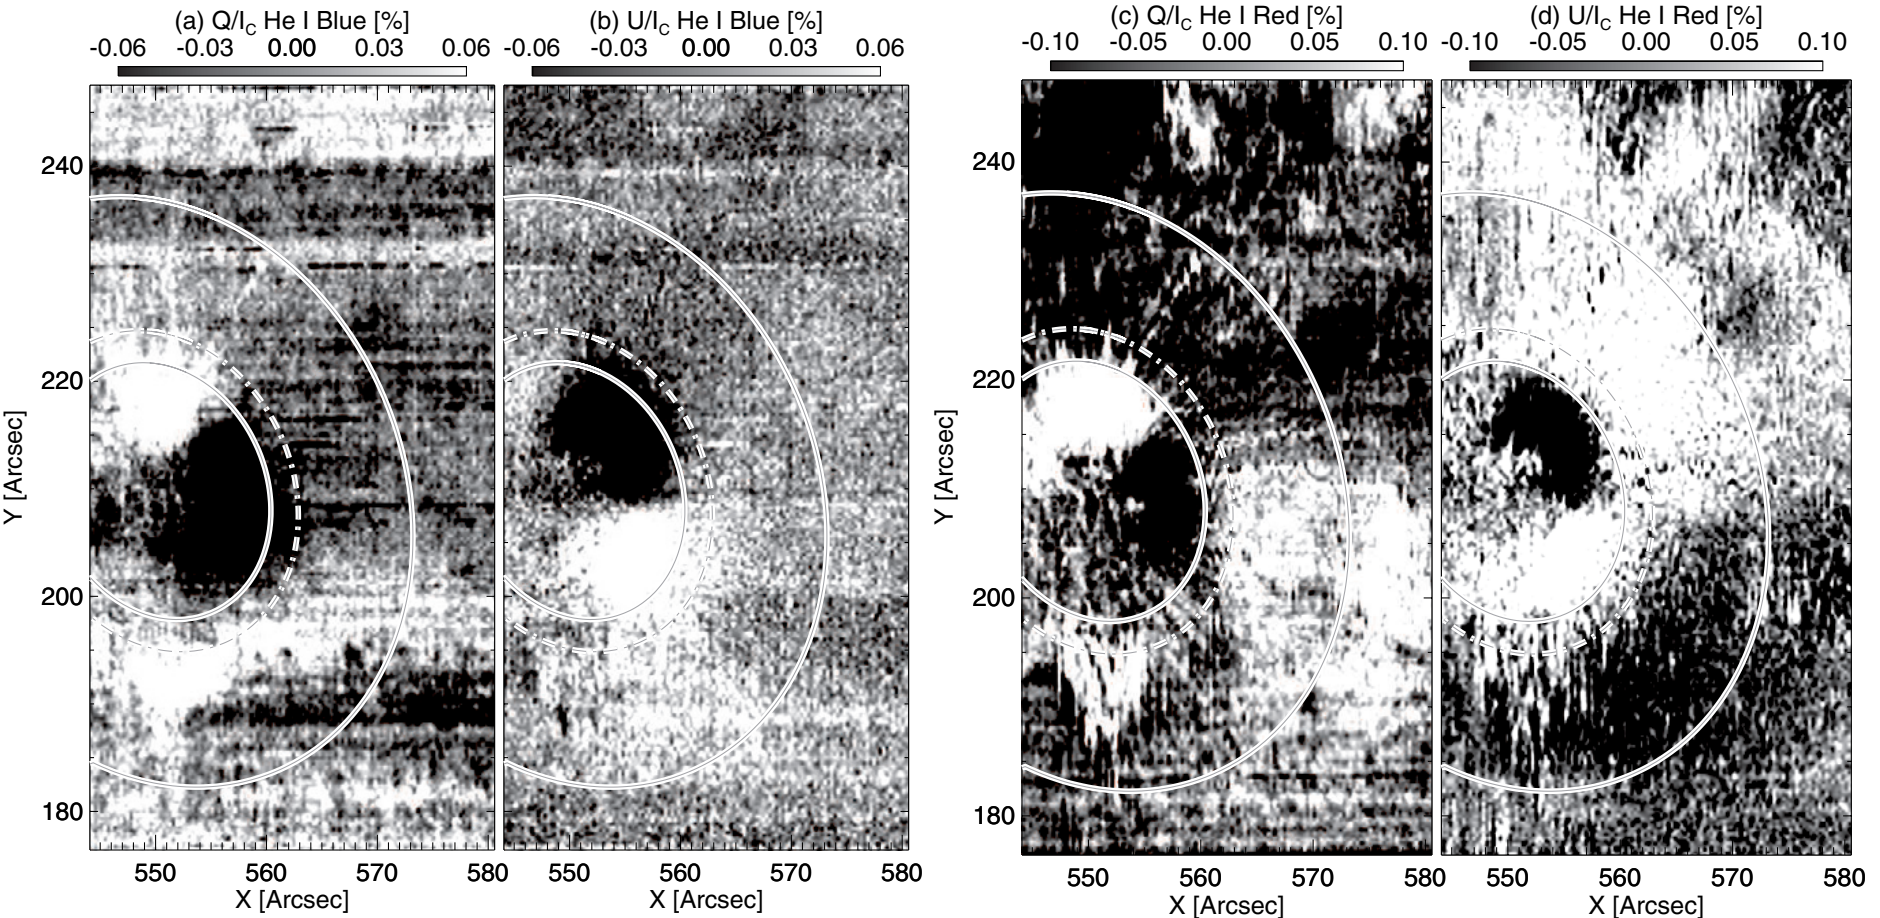 (a) Q/I_C He I Blue [%]
-0.06 -0.03 0.00 0.03 0.06
(b) U/I_C He I Blue [%]
-0.06 -0.03 0.00 0.03 0.06
(c) Q/I_C He I Red [%]
-0.10 -0.05 0.00 0.05 0.10
(d) U/I_C He I Red [%]
-0.10 -0.05 0.00 0.05 0.10
Y [Arcsec]
240
220
200
180
550 560 570 580
X [Arcsec]
550 560 570 580
X [Arcsec]
Y [Arcsec]
240
220
200
180
550 560 570 580
X [Arcsec]
550 560 570 580
X [Arcsec]